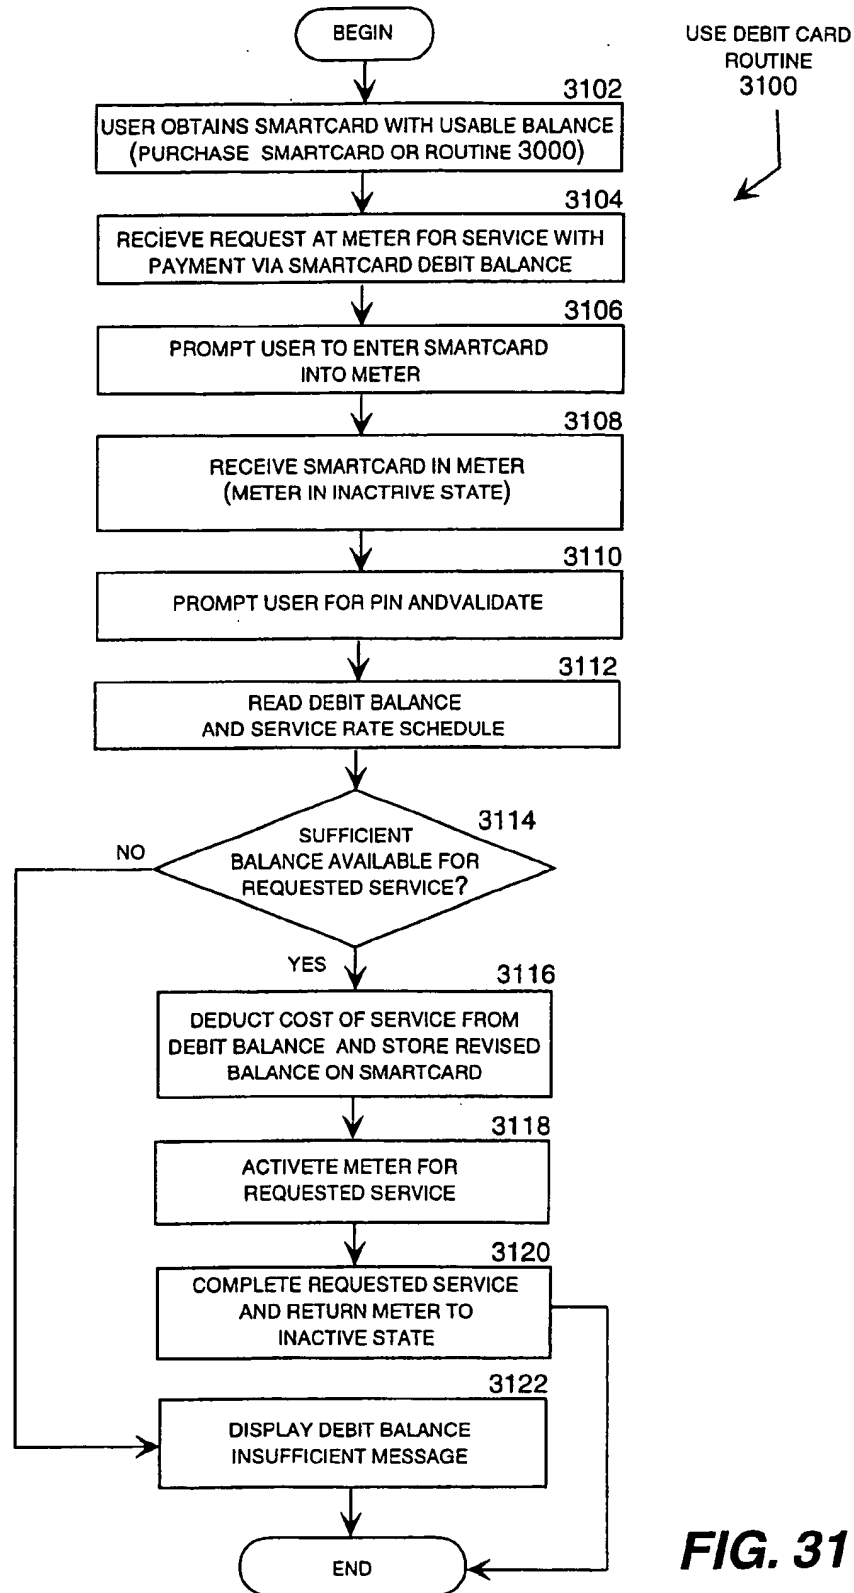 BEGIN
USE DEBIT CARD
ROUTINE
3100
3102
USER OBTAINS SMARTCARD WITH USABLE BALANCE
(PURCHASE SMARTCARD OR ROUTINE 3000)
3104
RECIEVE REQUEST AT METER FOR SERVICE WITH
PAYMENT VIA SMARTCARD DEBIT BALANCE
3106
PROMPT USER TO ENTER SMARTCARD
INTO METER
3108
RECEIVE SMARTCARD IN METER
(METER IN INACTRIVE STATE)
3110
PROMPT USER FOR PIN ANDVALIDATE
3112
READ DEBIT BALANCE
AND SERVICE RATE SCHEDULE
3114
SUFFICIENT
BALANCE AVAILABLE FOR
REQUESTED SERVICE?
NO
YES
3116
DEDUCT COST OF SERVICE FROM
DEBIT BALANCE AND STORE REVISED
BALANCE ON SMARTCARD
3118
ACTIVETE METER FOR
REQUESTED SERVICE
3120
COMPLETE REQUESTED SERVICE
AND RETURN METER TO
INACTIVE STATE
3122
DISPLAY DEBIT BALANCE
INSUFFICIENT MESSAGE
END
FIG. 31